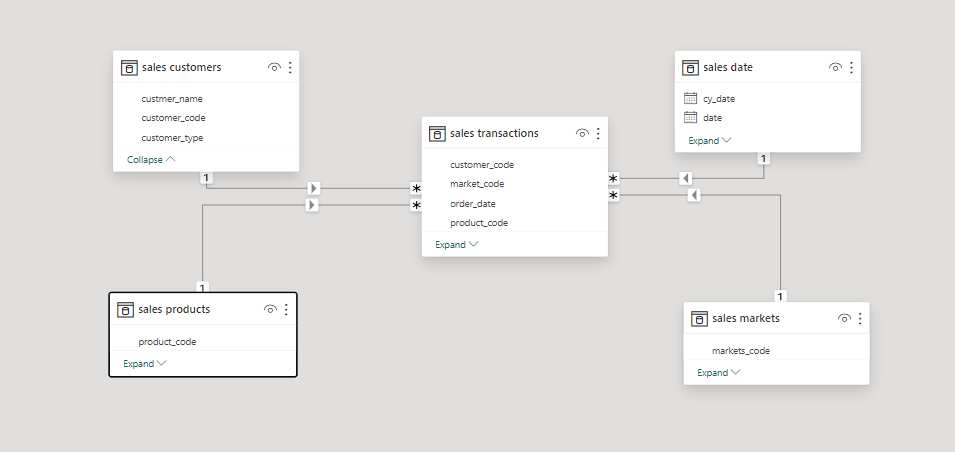 sales customers
custmer_name
customer_code
customer_type
Collapse
1
sales transactions
customer_code
market_code
order_date
product_code
Expand
*
*
*
*
sales date
cy_date
date
Expand
1
1
sales products
product_code
Expand
1
sales markets
markets_code
Expand